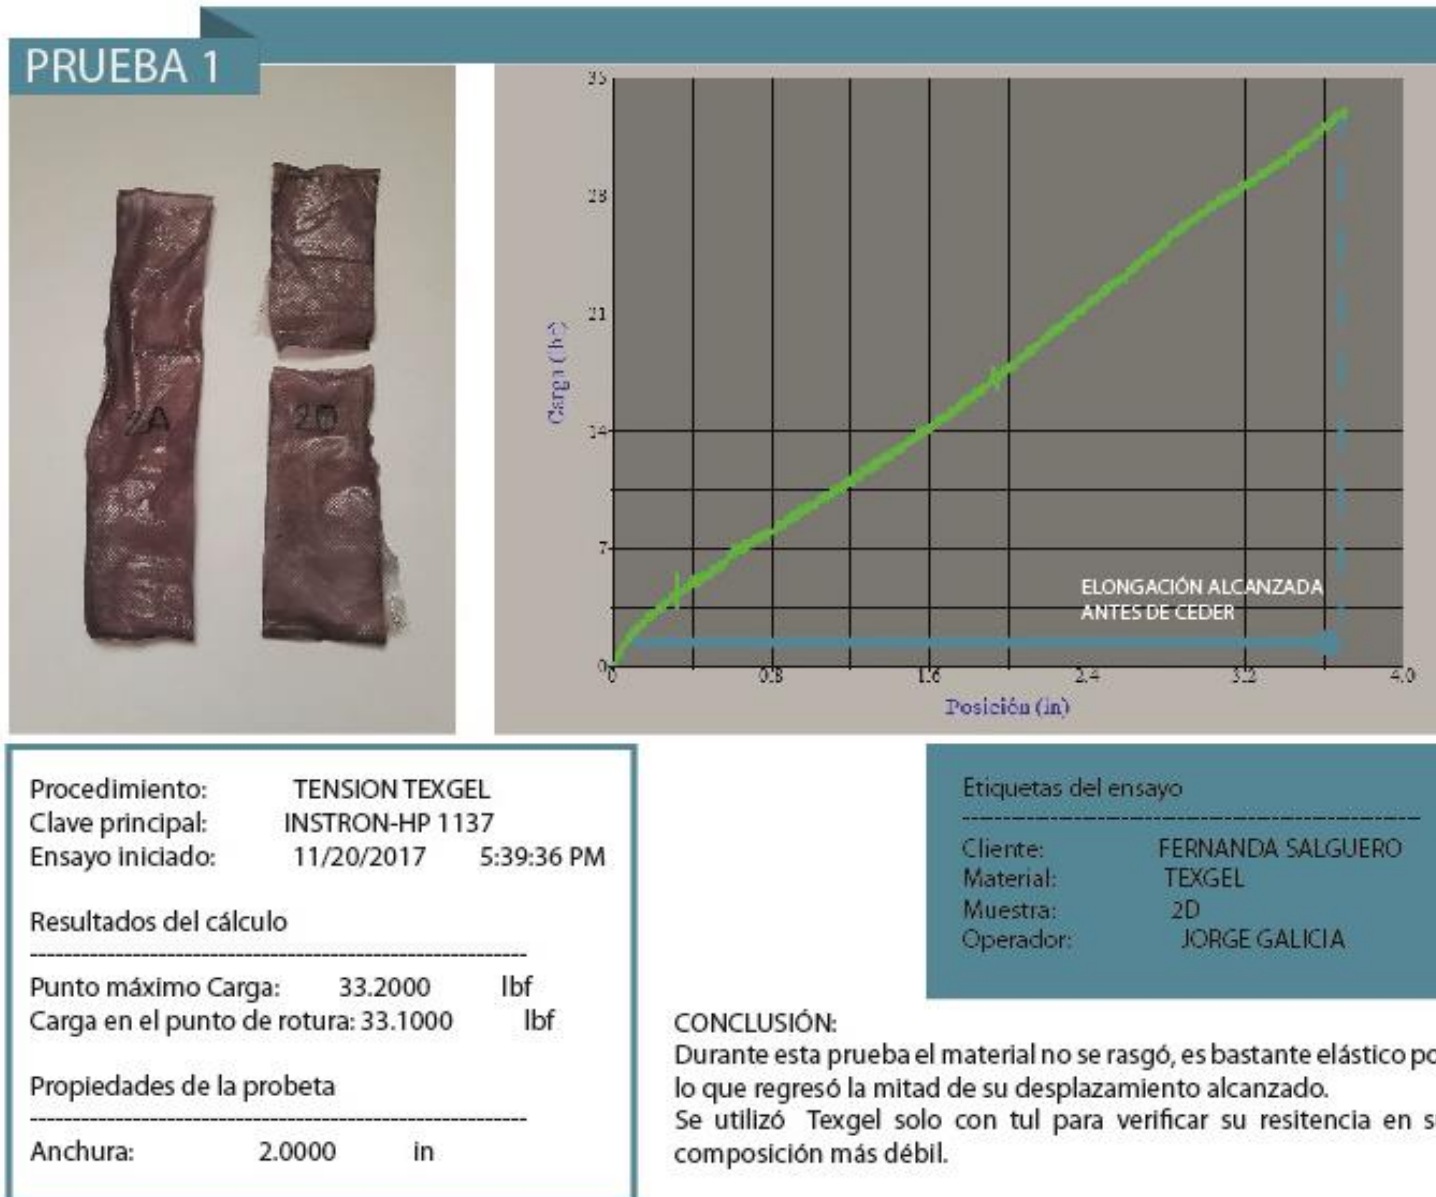 PRUEBA 1
2A
2D
35
28
21
14
7
0
Carga (lbf)
ELONGACIÓN ALCANZADA
ANTES DE CEDER
0 0.8 1.6 2.4 3.2 4.0
Posición (in)
Procedimiento: TENSION TEXGEL
Clave principal: INSTRON-HP 1137
Ensayo iniciado: 11/20/2017 5:39:36 PM
Resultados del cálculo
Punto máximo Carga: 33.2000 lbf
Carga en el punto de rotura: 33.1000 lbf
Propiedades de la probeta
Anchura: 2.0000 in
Etiquetas del ensayo
Cliente: FERNANDA SALGUERO
Material: TEXGEL
Muestra: 2D
Operador: JORGE GALICIA
CONCLUSIÓN:
Durante esta prueba el material no se rasgó, es bastante elástico po
lo que regresó la mitad de su desplazamiento alcanzado.
Se utilizó Texgel solo con tul para verificar su resitencia en su
composición más débil.